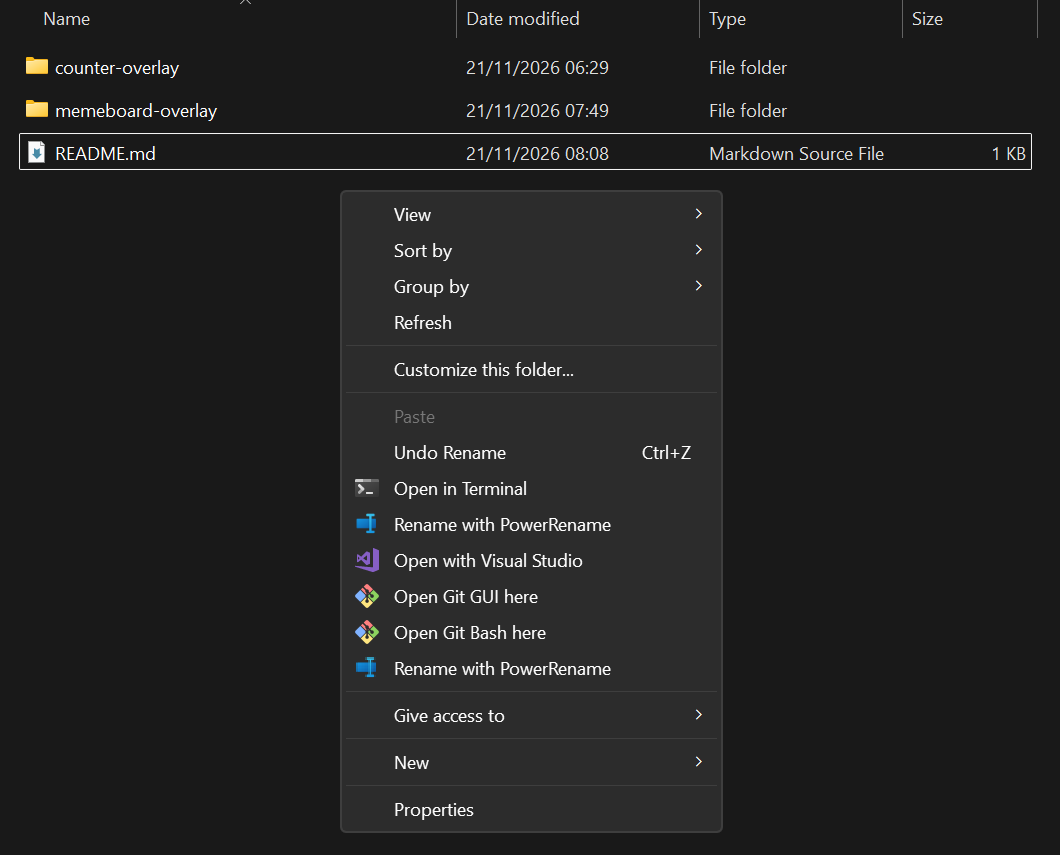 Name Date modified Type Size
counter-overlay 21/11/2026 06:29 File folder
memeboard-overlay 21/11/2026 07:49 File folder
README.md 21/11/2026 08:08 Markdown Source File 1 KB
View
Sort by
Group by
Refresh
Customize this folder...
Paste
Undo Rename Ctrl+Z
Open in Terminal
Rename with PowerRename
Open with Visual Studio
Open Git GUI here
Open Git Bash here
Rename with PowerRename
Give access to
New
Properties